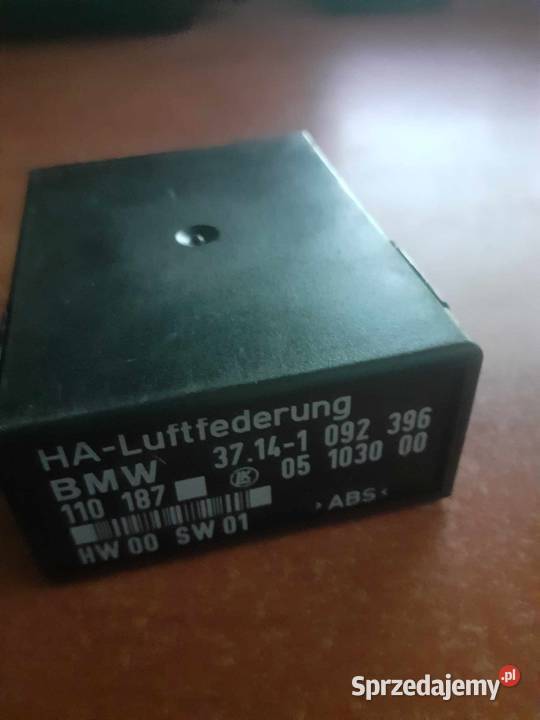 HA-Luftfederung
BMW 37.14-1 092 396
110 187 05 1030 00
>ABS<
HW 00 SW 01
Sprzedajemy.pl